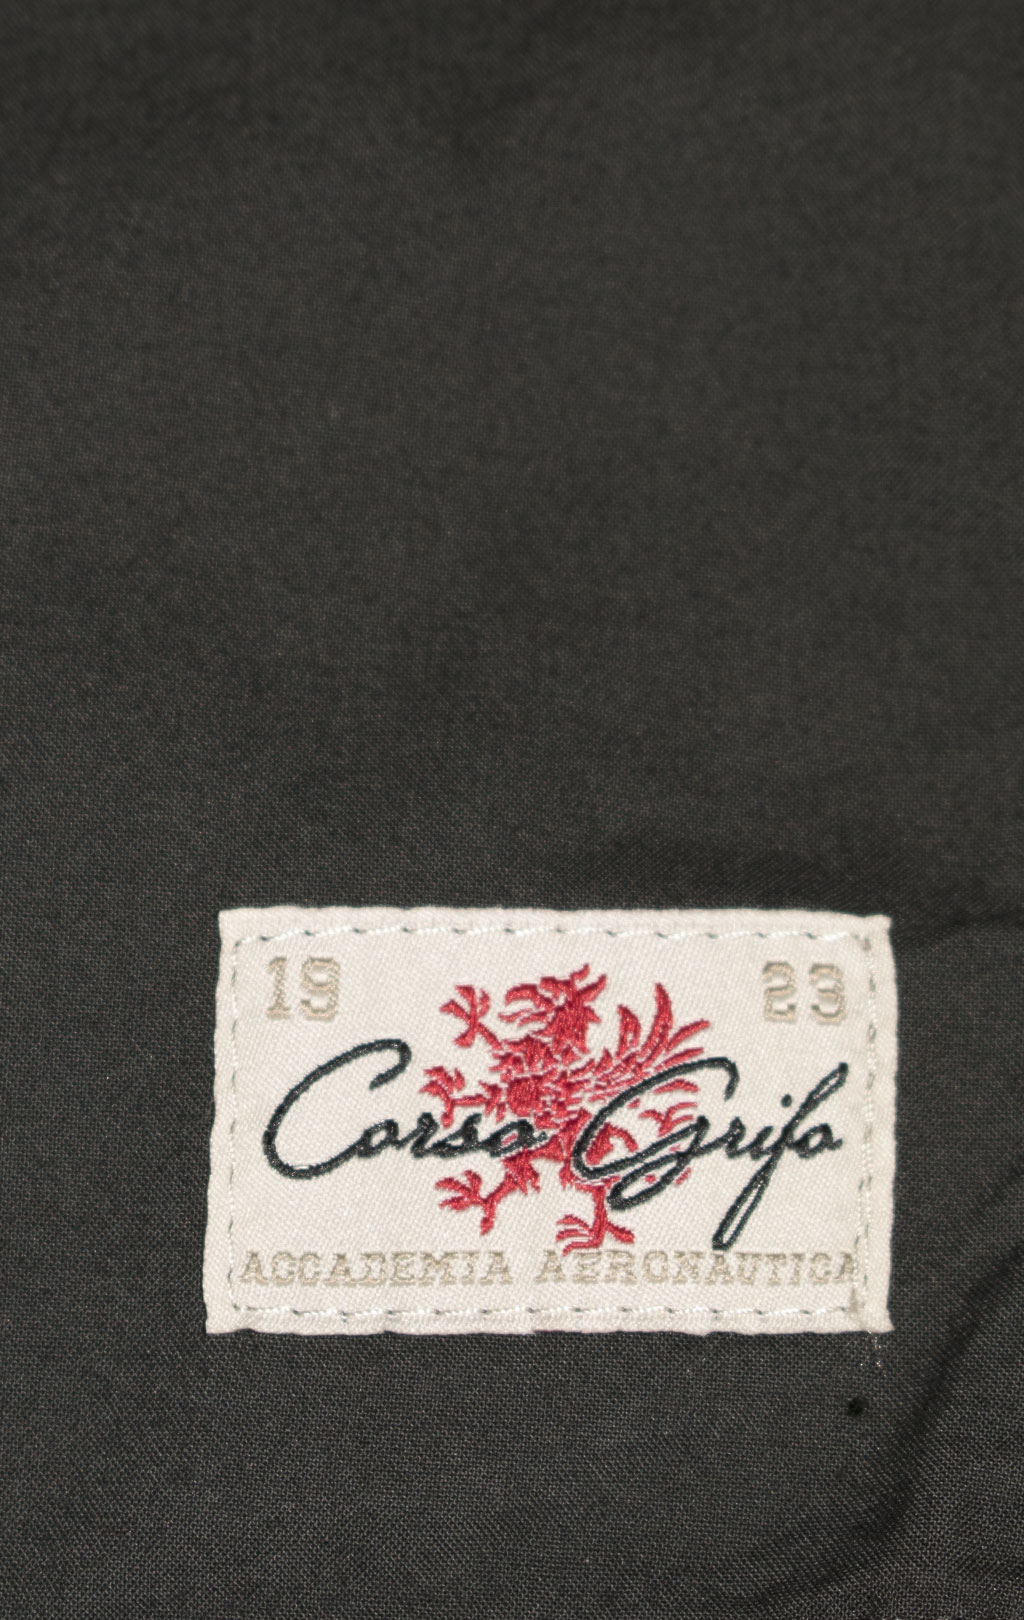 19 23
Corso Grifo
ACCADEMIA AERONAUTICA